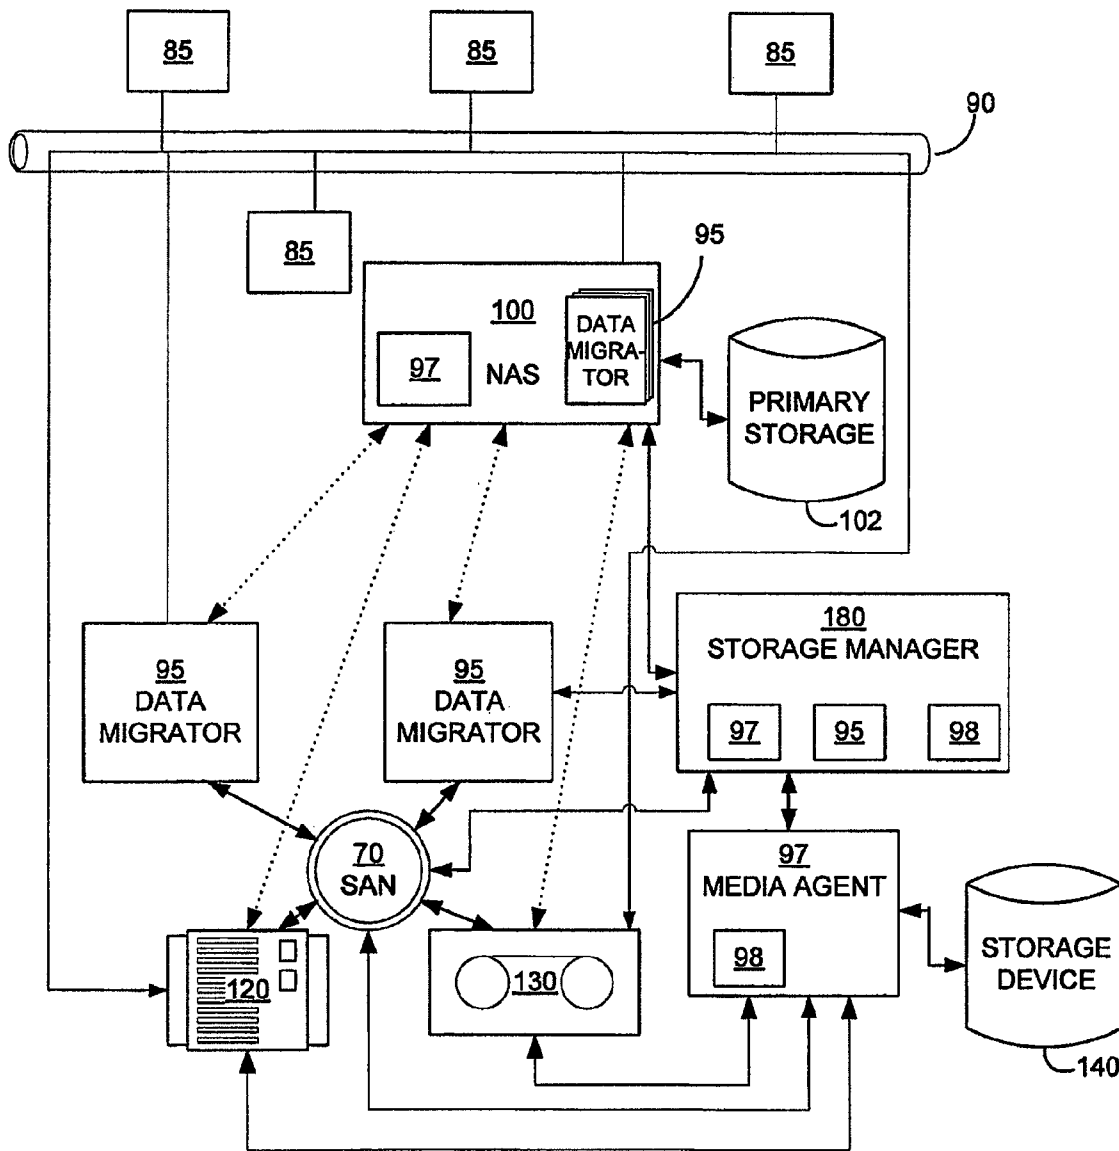 85
85
85
90
85
95
100
DATA
MIGRA-
TOR
97
NAS
PRIMARY
STORAGE
102
180
STORAGE MANAGER
95
DATA
MIGRATOR
95
DATA
MIGRATOR
97
95
98
70
SAN
97
MEDIA AGENT
98
STORAGE
DEVICE
120
130
140